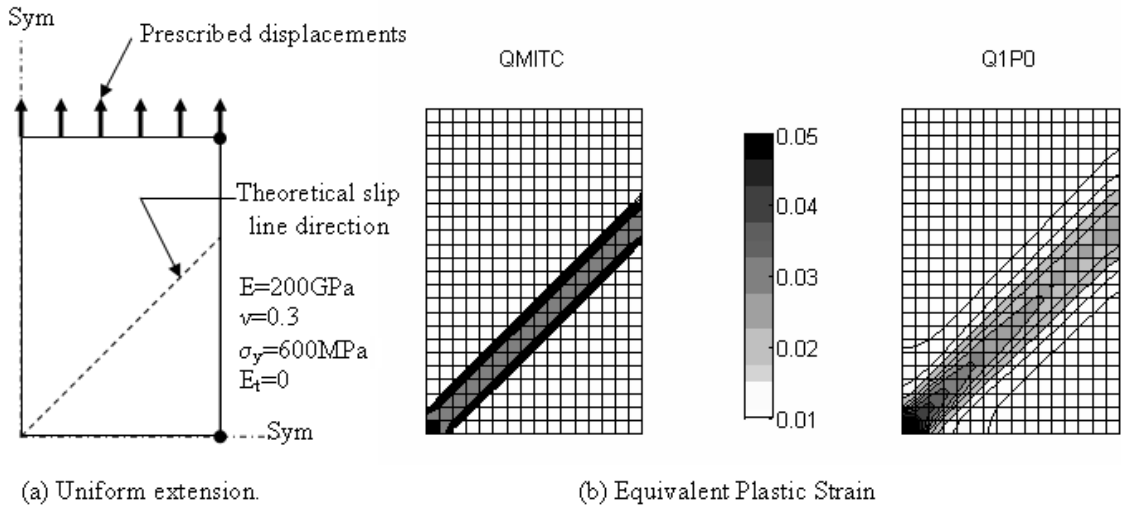 Sym
Prescribed displacements
Theoretical slip
line direction
E=200GPa
ν=0.3
σy=600MPa
Et=0
Sym
(a) Uniform extension.
QMITC
0.05
0.04
0.03
0.02
0.01
Q1P0
(b) Equivalent Plastic Strain